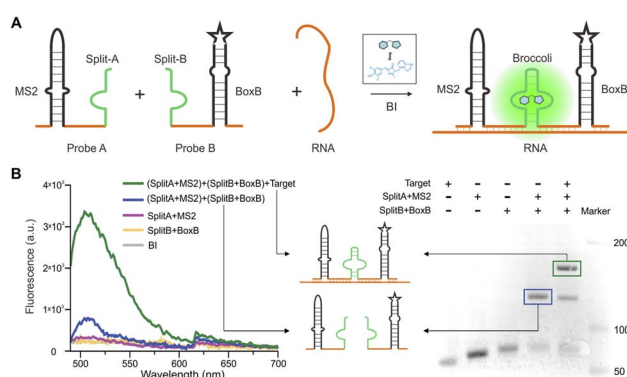 A
Split-A
Split-B
MS2
BoxB
Probe A
Probe B
RNA
BI
Broccoli
MS2
BoxB
RNA
B
4×10³
3×10³
2×10³
1×10³
0
Fluorescence (a.u.)
500
550
600
650
700
Wavelength (nm)
(SplitA+MS2)+(SplitB+BoxB)+Target
(SplitA+MS2)+(SplitB+BoxB)
SplitA+MS2
SplitB+BoxB
BI
Target + - - - +
SplitA+MS2 - + - + +
SplitB+BoxB - - + + + Marker
200
100
50